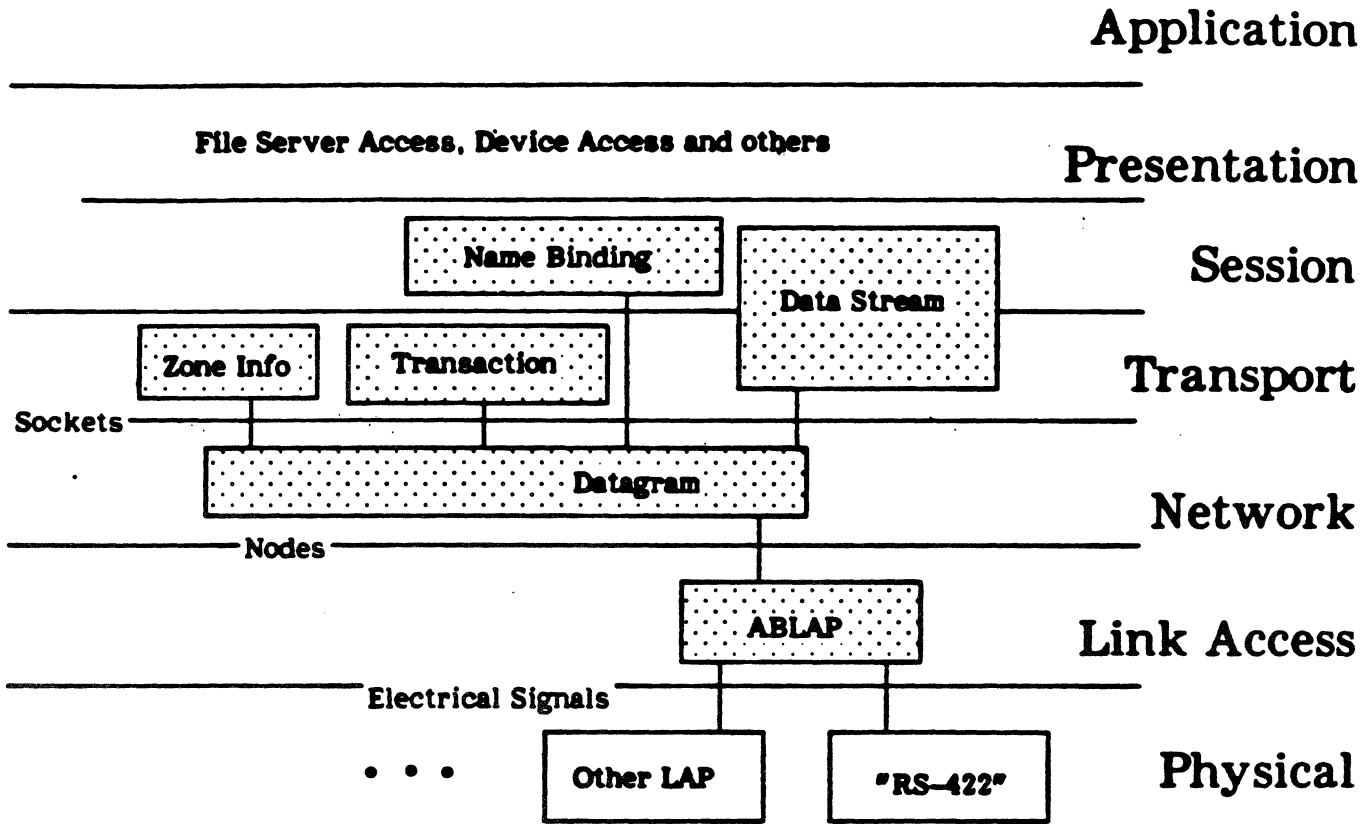 Application
File Server Access, Device Access and others
Presentation
Name Binding
Session
Data Stream
Zone Info
Transaction
Transport
Sockets
Datagram
Network
Nodes
ABLAP
Link Access
Electrical Signals
• • •
Other LAP
"RS-422"
Physical